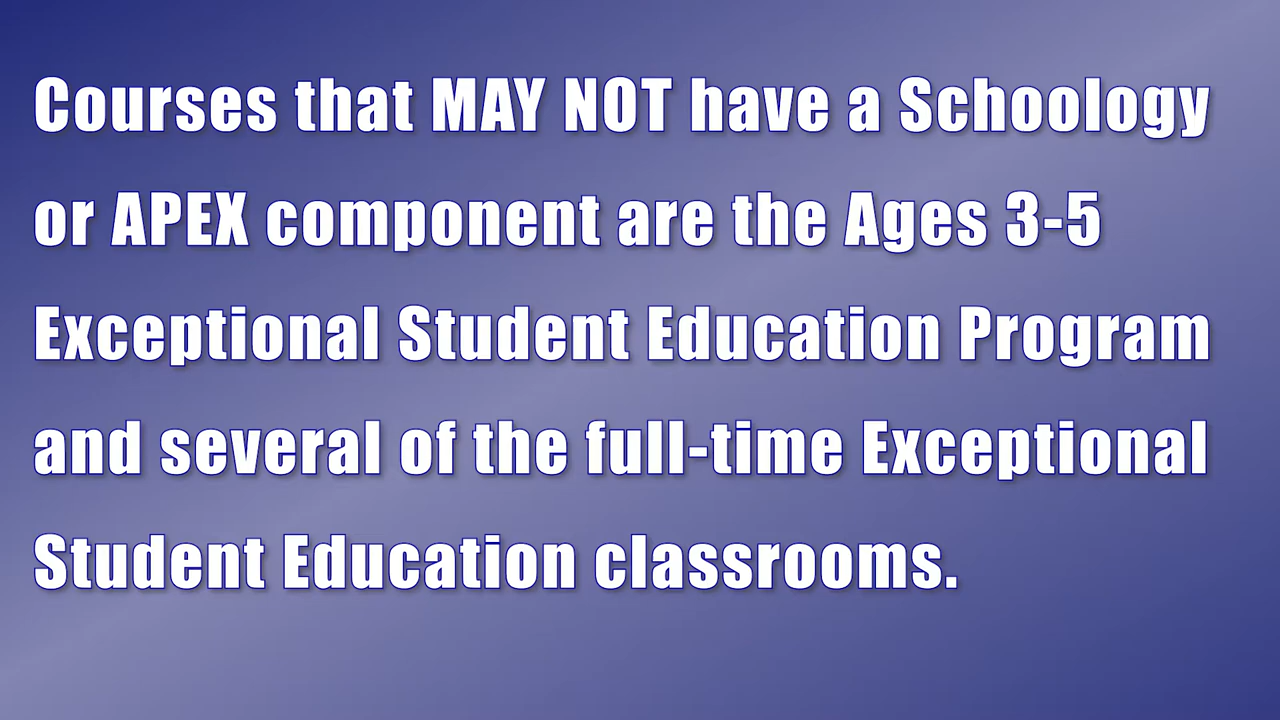 Courses that MAY NOT have a Schoology
or APEX component are the Ages 3-5
Exceptional Student Education Program
and several of the full-time Exceptional
Student Education classrooms.